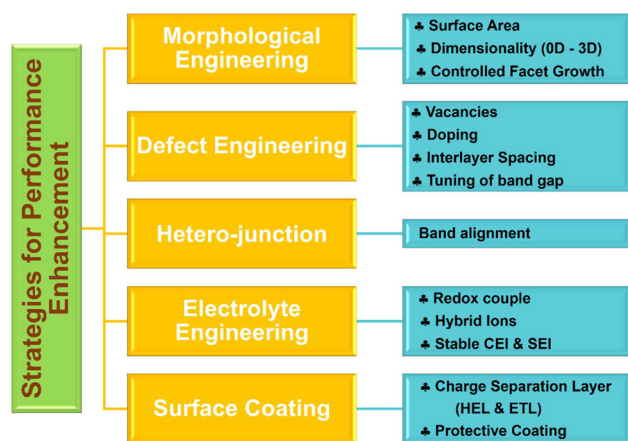 Strategies for Performance
Enhancement
Morphological
Engineering
♣ Surface Area
♣ Dimensionality (0D - 3D)
♣ Controlled Facet Growth
Defect Engineering
♣ Vacancies
♣ Doping
♣ Interlayer Spacing
♣ Tuning of band gap
Hetero-junction
Band alignment
Electrolyte
Engineering
♣ Redox couple
♣ Hybrid Ions
♣ Stable CEI & SEI
Surface Coating
♣ Charge Separation Layer
(HEL & ETL)
♣ Protective Coating